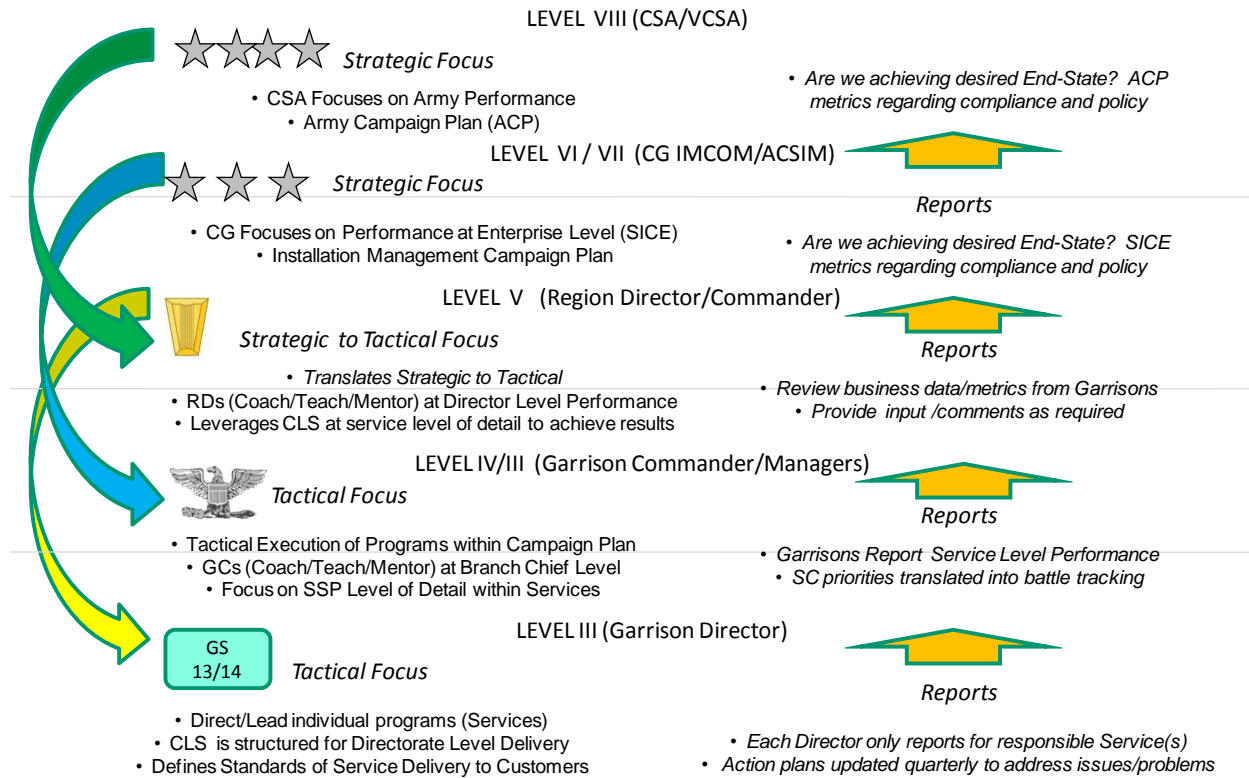 LEVEL VIII (CSA/VCSA)
Strategic Focus
• CSA Focuses on Army Performance
• Army Campaign Plan (ACP)
• Are we achieving desired End-State? ACP
metrics regarding compliance and policy
LEVEL VI / VII (CG IMCOM/ACSIM)
Strategic Focus
Reports
• CG Focuses on Performance at Enterprise Level (SICE)
• Installation Management Campaign Plan
• Are we achieving desired End-State? SICE
metrics regarding compliance and policy
LEVEL V (Region Director/Commander)
Strategic to Tactical Focus
Reports
• Translates Strategic to Tactical
• RDs (Coach/Teach/Mentor) at Director Level Performance
• Leverages CLS at service level of detail to achieve results
• Review business data/metrics from Garrisons
• Provide input /comments as required
LEVEL IV/III (Garrison Commander/Managers)
Tactical Focus
Reports
• Tactical Execution of Programs within Campaign Plan
• GCs (Coach/Teach/Mentor) at Branch Chief Level
• Focus on SSP Level of Detail within Services
• Garrisons Report Service Level Performance
• SC priorities translated into battle tracking
LEVEL III (Garrison Director)
GS
13/14
Tactical Focus
Reports
• Direct/Lead individual programs (Services)
• CLS is structured for Directorate Level Delivery
• Defines Standards of Service Delivery to Customers
• Each Director only reports for responsible Service(s)
• Action plans updated quarterly to address issues/problems